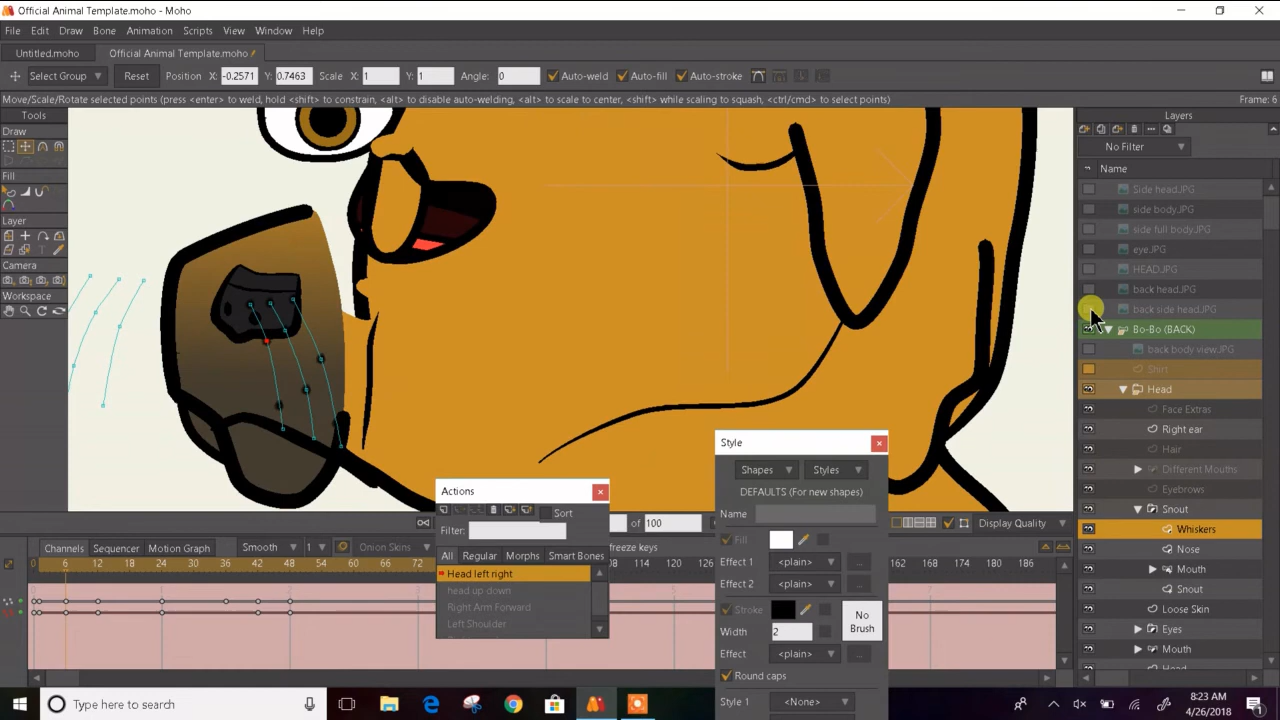 Official Animal Template.moho - Moho
File Edit Draw Bone Animation Scripts View Window Help
Untitled.moho Official Animal Template.moho
Select Group Reset Position X: -0.2571 Y: 0.7463 Scale X: 1 Y: 1 Angle: 0 Auto-weld Auto-fill Auto-stroke
Move/Scale/Rotate selected points (press <enter> to weld, hold <shift> to constrain, <alt> to disable auto-welding, <alt> to scale to center, <shift> while scaling to squash, <ctrl/cmd> to select points) Frame: 6
Tools
Draw
Fill
Layer
Camera
Workspace
Layers
No Filter
Name
Side head.JPG
side body.JPG
side full body.JPG
eye.JPG
HEAD.JPG
back head.JPG
back side head.JPG
Bo-Bo (BACK)
back body view.JPG
Shirt
Head
Face Extras
Right ear
Hair
Different Mouths
Eyebrows
Snout
Whiskers
Nose
Mouth
Snout
Loose Skin
Eyes
Mouth
Head
Style
Shapes Styles
DEFAULTS (For new shapes)
Name
Fill
Effect 1 <plain> ...
Effect 2 <plain> ...
Stroke
Width 2
No Brush
Effect <plain> ...
Round caps
Style 1 <None> ...
Actions
Sort
Filter:
All Regular Morphs Smart Bones
Head left right
head up down
Right Arm Forward
Left Shoulder
of 100 Display Quality
Channels Sequencer Motion Graph Smooth 1 Onion Skins freeze keys
0 6 12 18 24 30 36 42 48 54 60 66 72 108 114 120 126 132 138 162 168 174 180 186
Type here to search
8:23 AM
4/26/2018